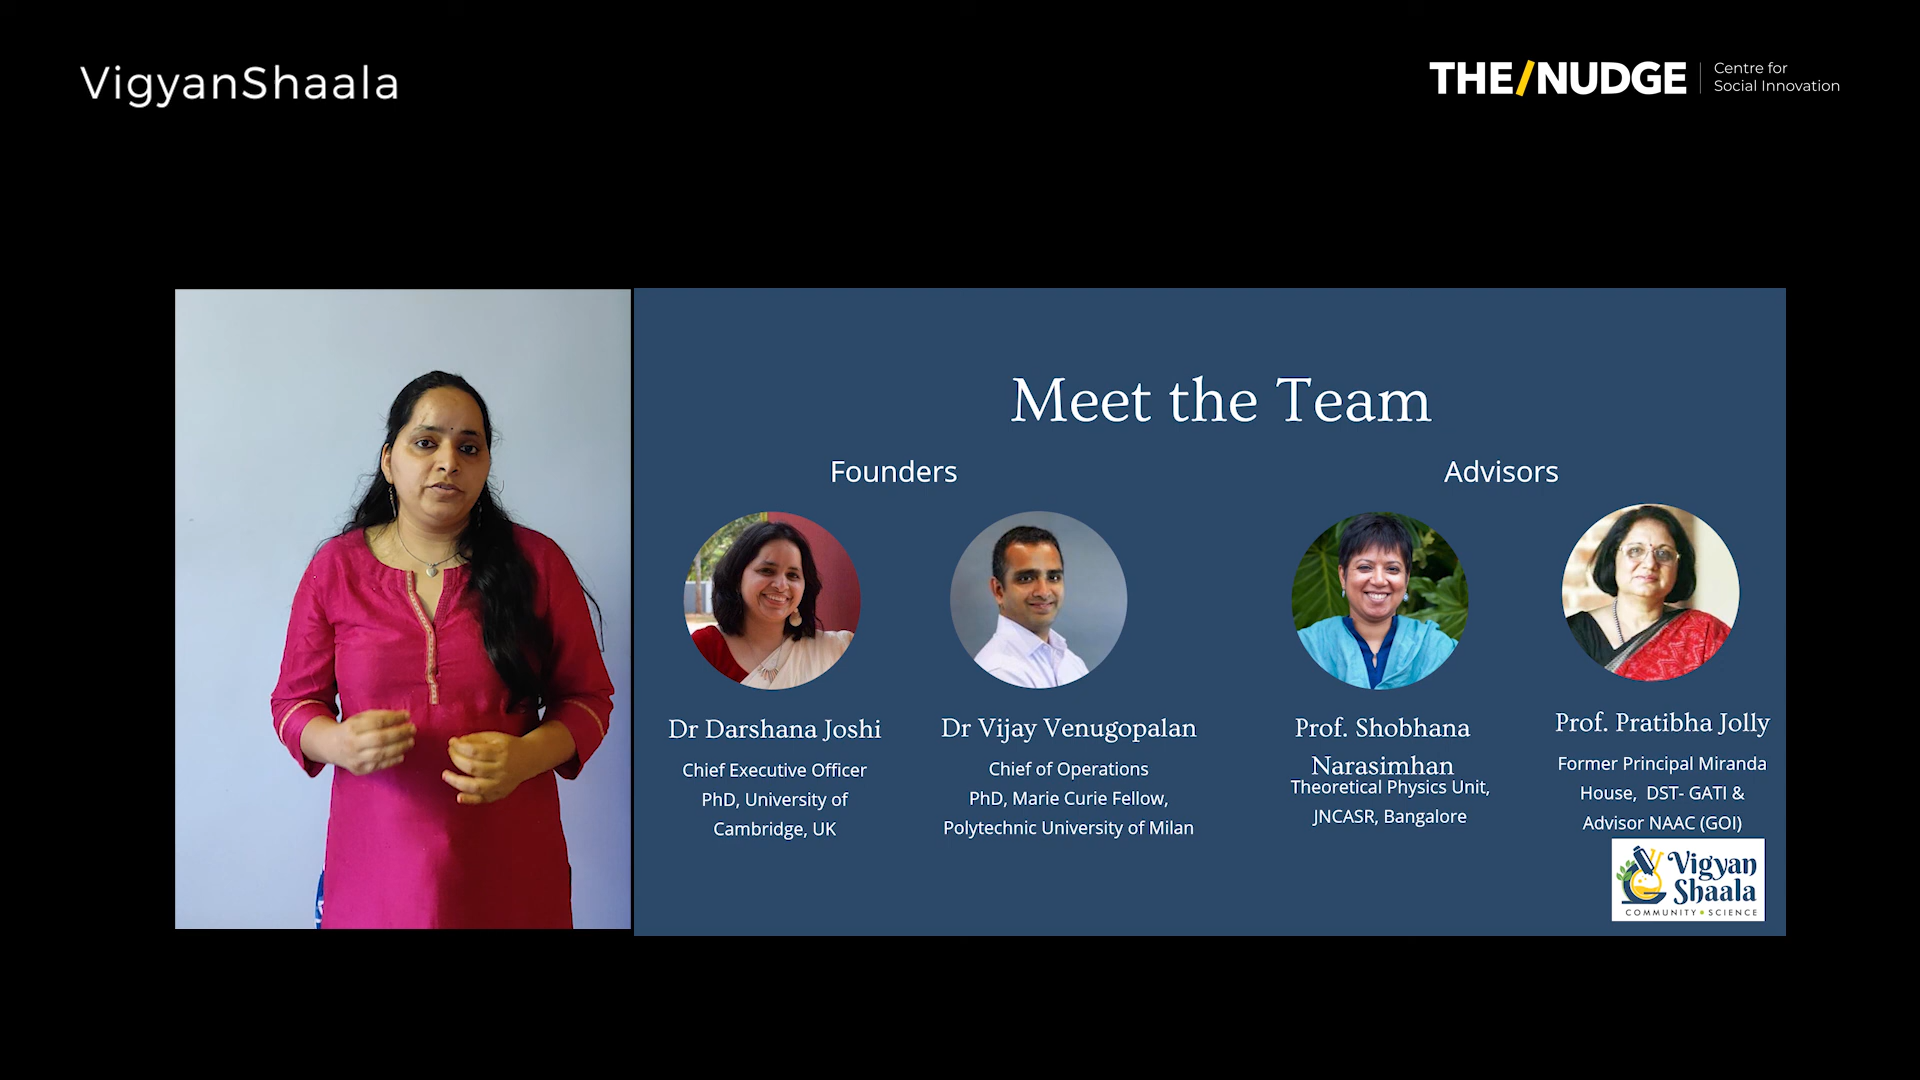 VigyanShaala
THE/NUDGE
Centre for
Social Innovation
Meet the Team
Founders
Advisors
Dr Darshana Joshi
Chief Executive Officer
PhD, University of
Cambridge, UK
Dr Vijay Venugopalan
Chief of Operations
PhD, Marie Curie Fellow,
Polytechnic University of Milan
Prof. Shobhana
Narasimhan
Theoretical Physics Unit,
JNCASR, Bangalore
Prof. Pratibha Jolly
Former Principal Miranda
House, DST- GATI &
Advisor NAAC (GOI)
Vigyan
Shaala
COMMUNITY • SCIENCE